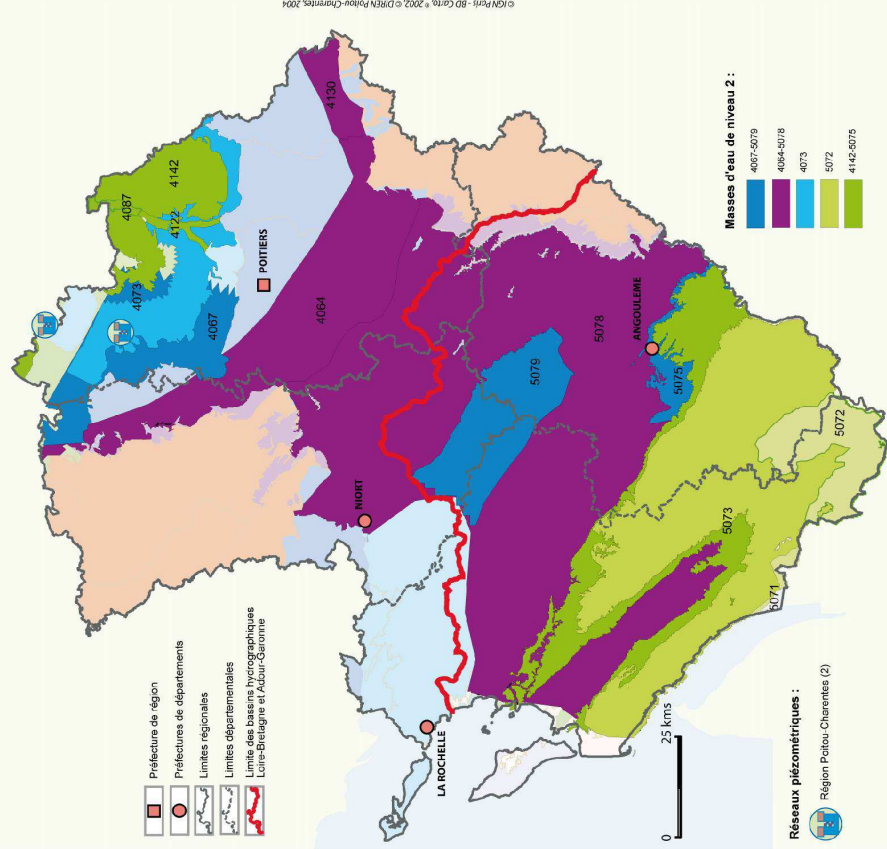 Préfecture de région
Préfectures de départements
Limites régionales
Limites départementales
Limite des bassins hydrographiques
Loire-Bretagne et Adour-Garonne
4087
4142
4122
4130
4073
4067
POITIERS
4064
NIORT
LA ROCHELLE
5079
5078
ANGOULEME
5075
5073
5072
5071
Masses d'eau de niveau 2 :
4067-5079
4064-5078
4073
5072
4142-5075
0
25 kms
Réseaux piézométriques :
Région Poitou-Charentes (2)
© IGN Paris - BD Carto, ® 2002, © DIREN Poitou-Charentes, 2004